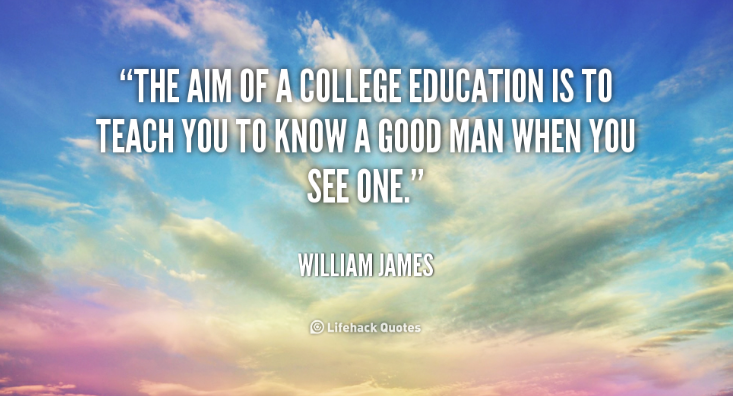 “THE AIM OF A COLLEGE EDUCATION IS TO
TEACH YOU TO KNOW A GOOD MAN WHEN YOU
SEE ONE.”
WILLIAM JAMES
Lifehack Quotes